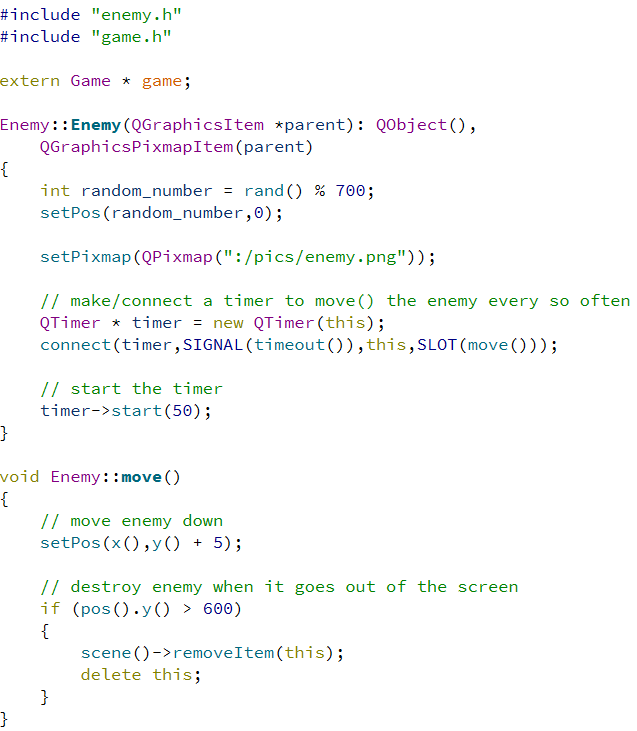 #include "enemy.h"
#include "game.h"
extern Game * game;
Enemy::Enemy(QGraphicsItem *parent): QObject(),
    QGraphicsPixmapItem(parent)
{
    int random_number = rand() % 700;
    setPos(random_number,0);
    setPixmap(QPixmap(":/pics/enemy.png"));
    // make/connect a timer to move() the enemy every so often
    QTimer * timer = new QTimer(this);
    connect(timer,SIGNAL(timeout()),this,SLOT(move()));
    // start the timer
    timer->start(50);
}
void Enemy::move()
{
    // move enemy down
    setPos(x(),y() + 5);
    // destroy enemy when it goes out of the screen
    if (pos().y() > 600)
    {
        scene()->removeItem(this);
        delete this;
    }
}